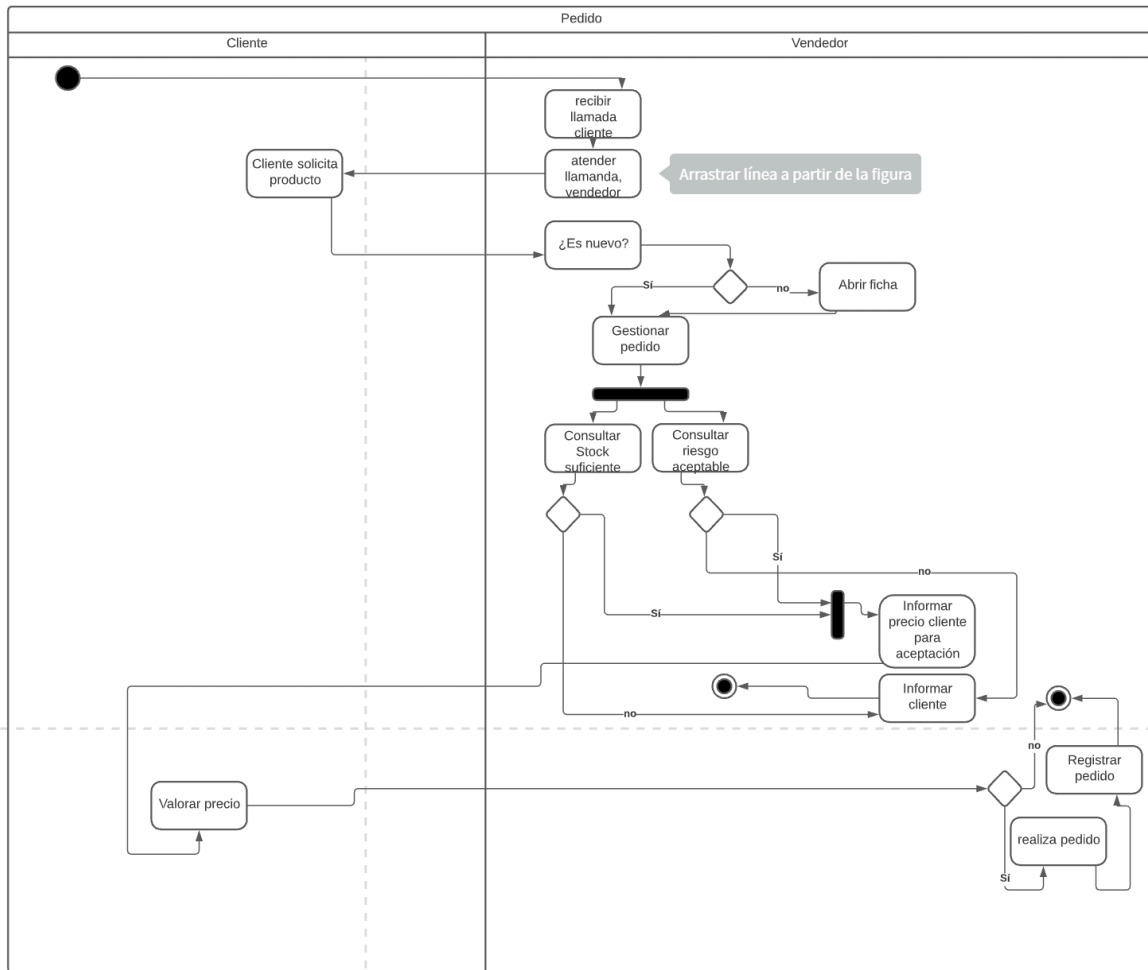 Pedido
Cliente
Vendedor
recibir
llamada
cliente
Cliente solicita
producto
atender
llamanda,
vendedor
Arrastrar línea a partir de la figura
¿Es nuevo?
Sí
no
Abrir ficha
Gestionar
pedido
Consultar
Stock
suficiente
Consultar
riesgo
aceptable
Sí
no
Sí
Informar
precio cliente
para
aceptación
Informar
cliente
no
no
Registrar
pedido
Valorar precio
realiza pedido
Sí